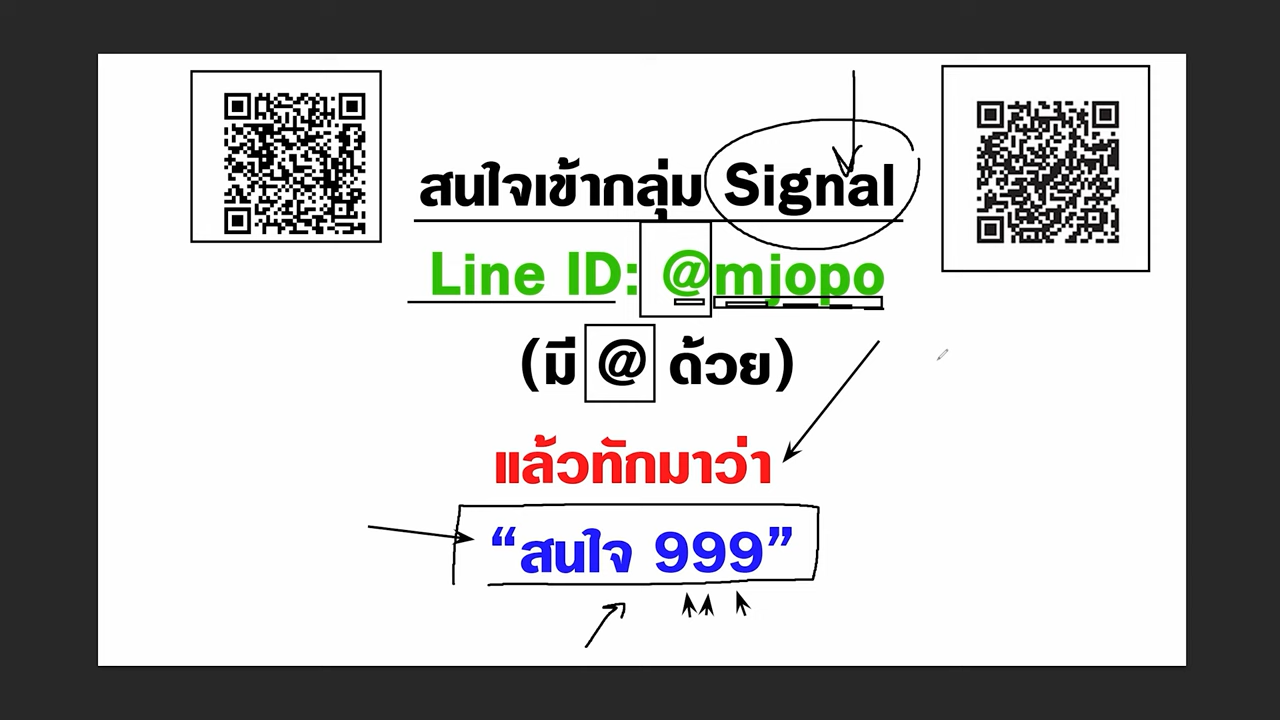 สนใจเข้ากลุ่ม Signal
Line ID: @mjopo
(มี @ ด้วย)
แล้วทักมาว่า
“สนใจ 999”